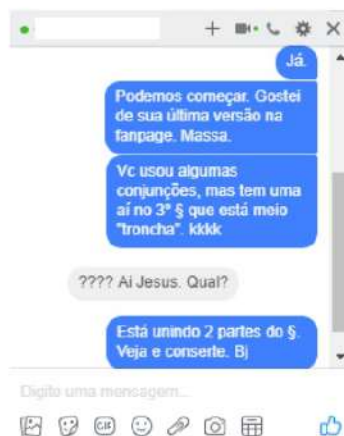 Já.
Podemos começar. Gostei
de sua última versão na
fanpage. Massa.
Vc usou algumas
conjunções, mas tem uma
aí no 3º § que está meio
"troncha". kkkk
???? Ai Jesus. Qual?
Está unindo 2 partes do §.
Veja e conserte. Bj
Digite uma mensagem...
GIF